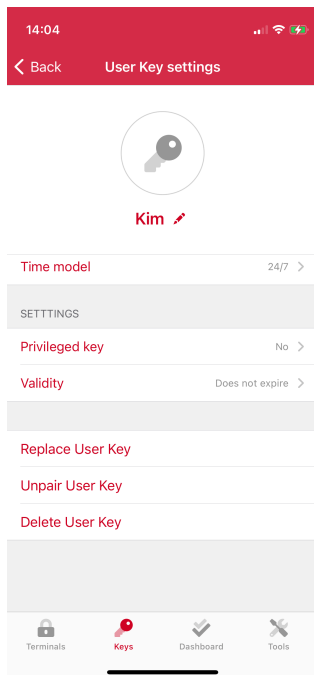 14:04
Back
User Key settings
Kim
Time model
24/7
SETTTINGS
Privileged key
No
Validity
Does not expire
Replace User Key
Unpair User Key
Delete User Key
Terminals
Keys
Dashboard
Tools